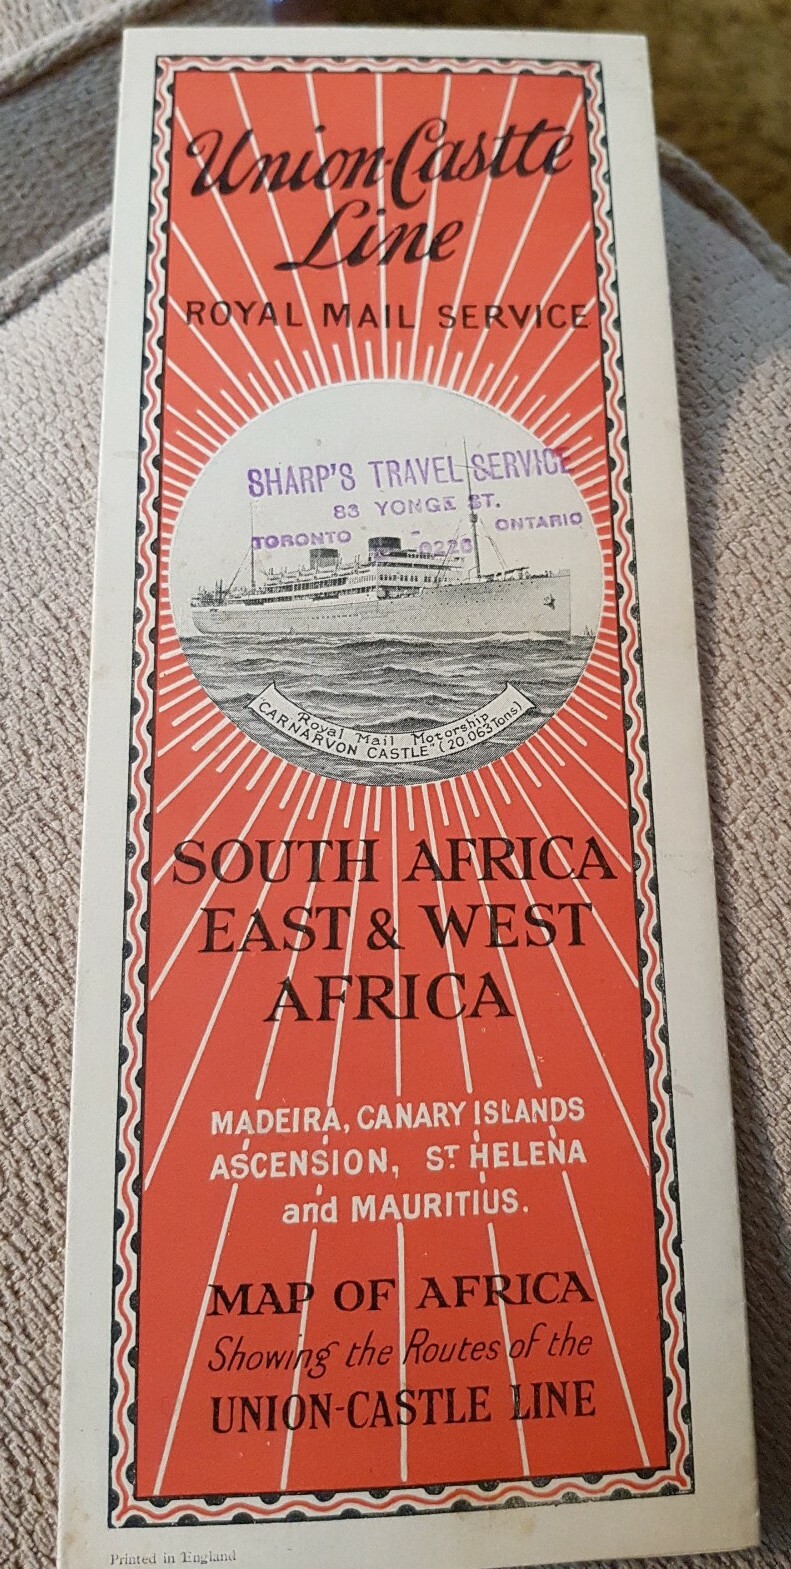 Union-Castle
Line
ROYAL MAIL SERVICE
SHARP'S TRAVEL SERVICE
83 YONGE ST.
TORONTO - ONTARIO
Royal Mail Motorship
"CARNARVON CASTLE" (20.063 Tons)
SOUTH AFRICA
EAST & WEST
AFRICA
MADEIRA, CANARY ISLANDS
ASCENSION, ST HELENA
and MAURITIUS.
MAP OF AFRICA
Showing the Routes of the
UNION-CASTLE LINE
Printed in England